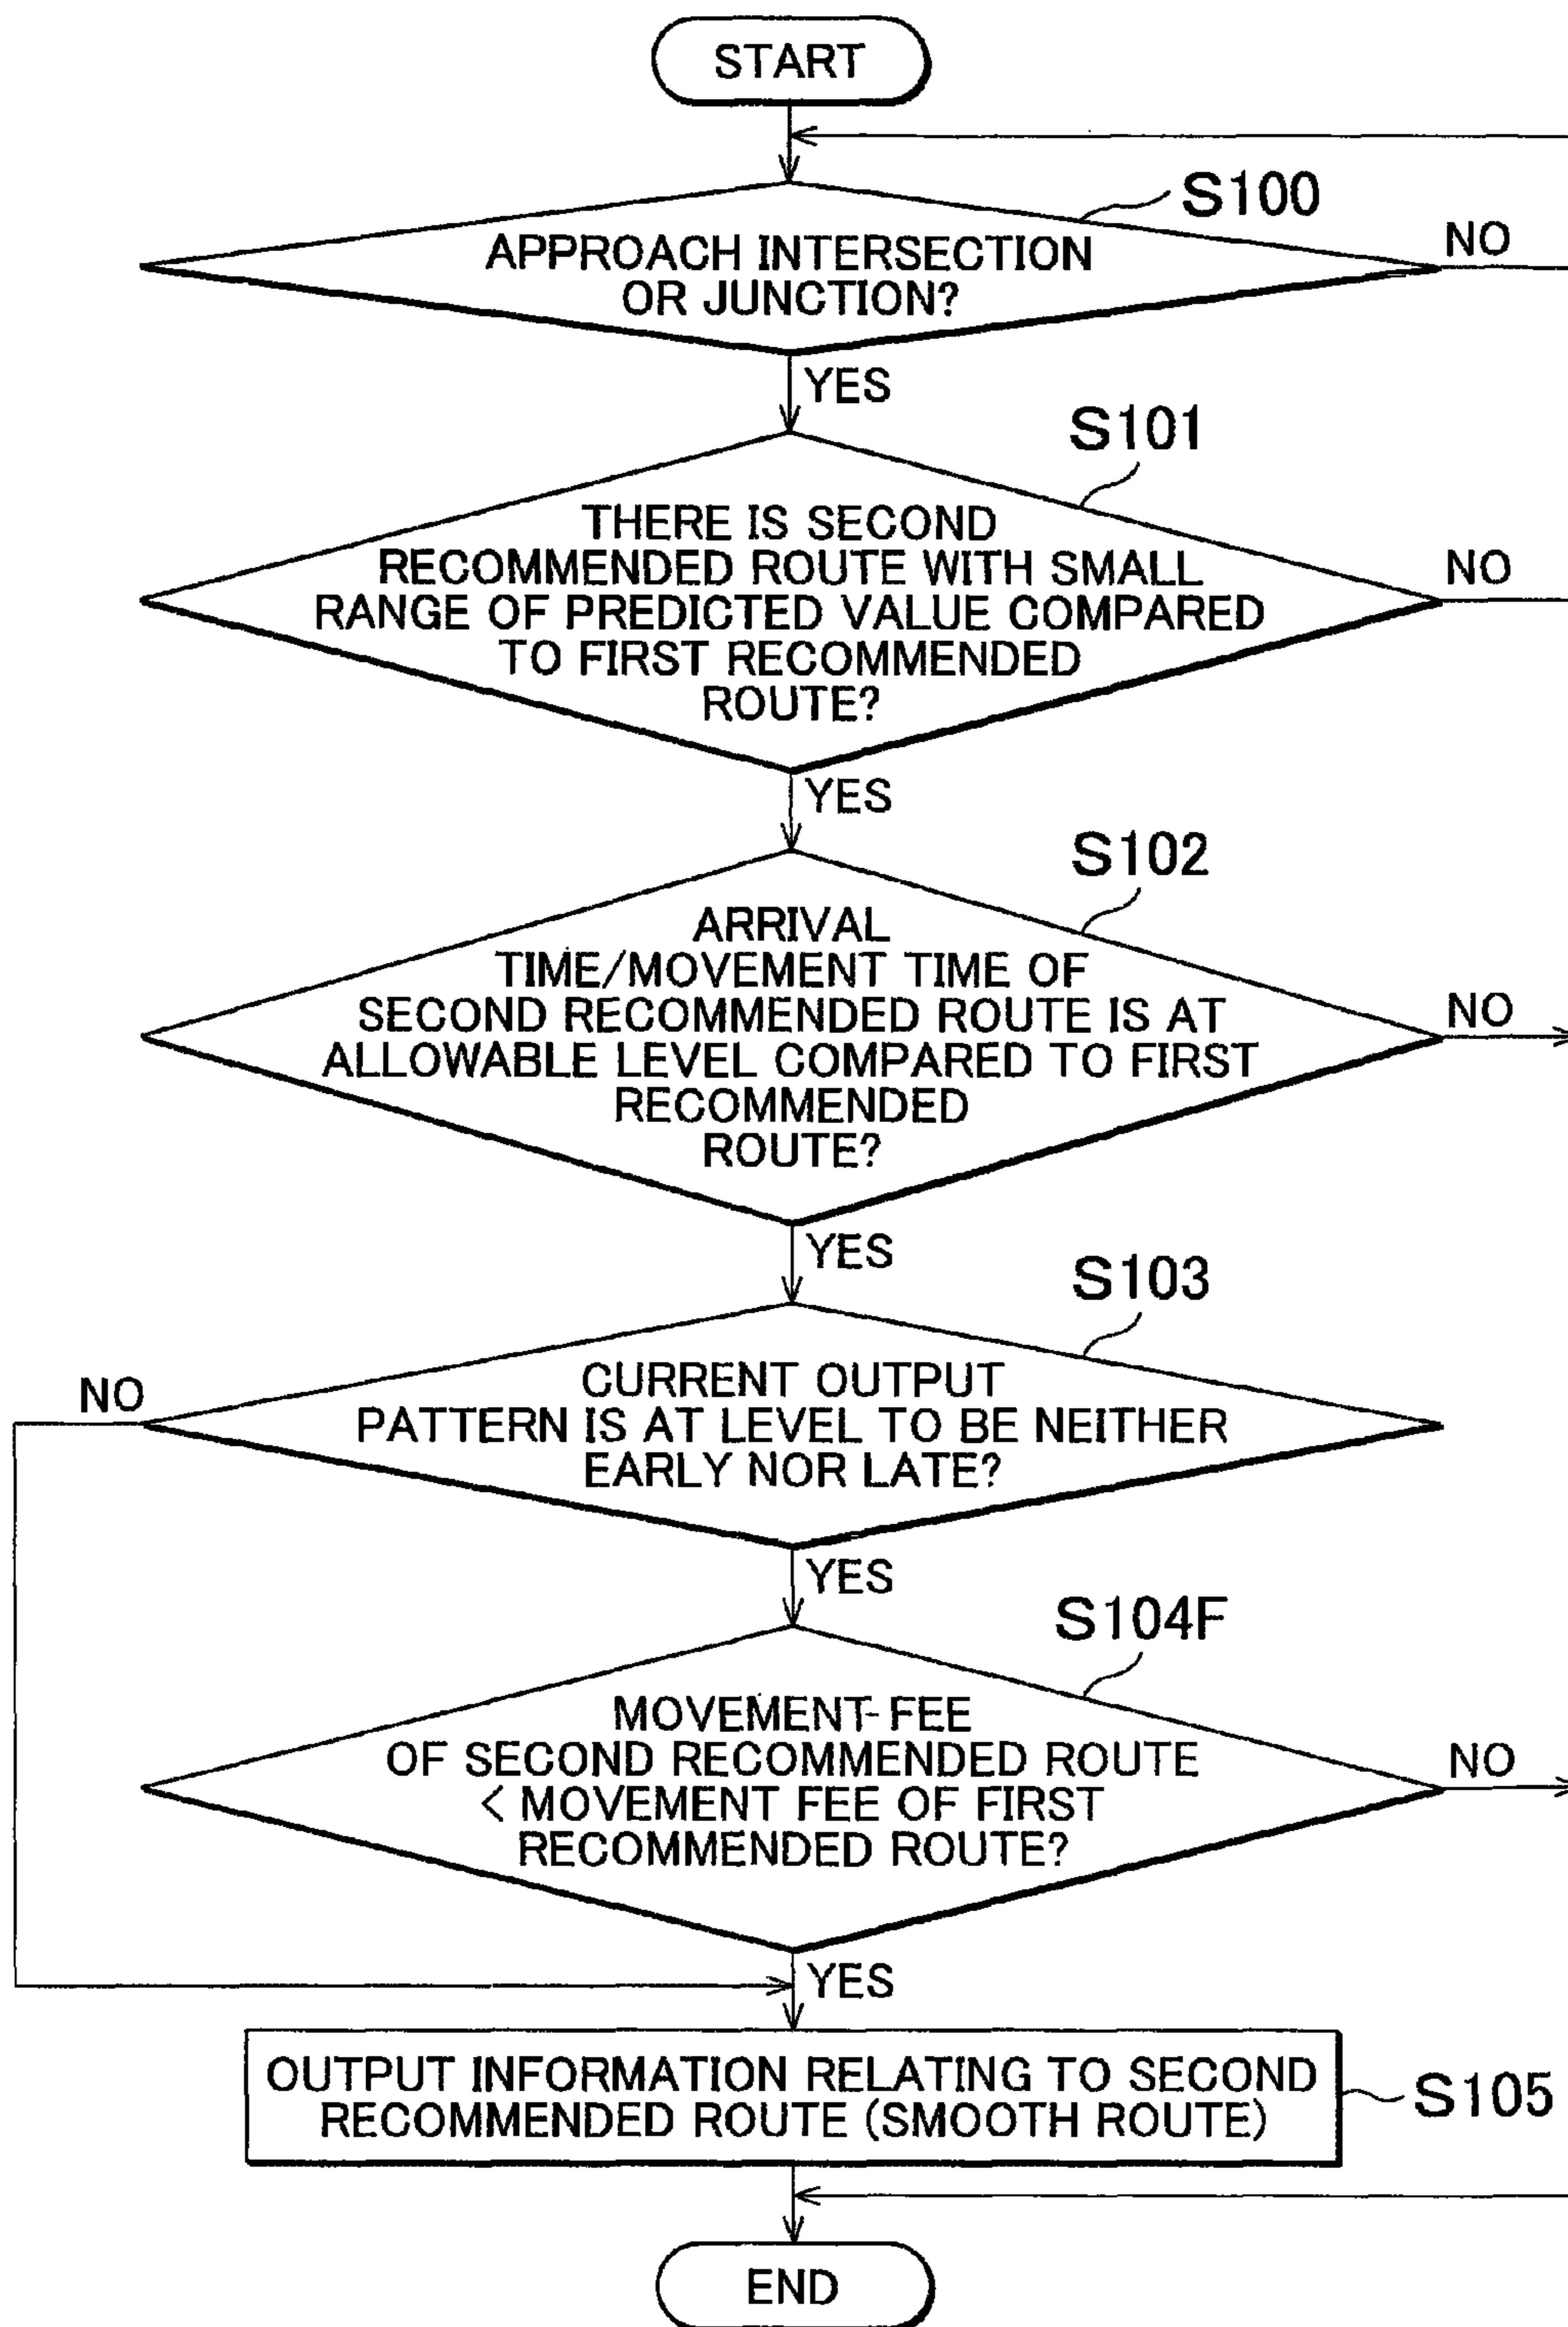 START
S100
APPROACH INTERSECTION
OR JUNCTION?
NO
YES
S101
THERE IS SECOND
RECOMMENDED ROUTE WITH SMALL
RANGE OF PREDICTED VALUE COMPARED
TO FIRST RECOMMENDED
ROUTE?
NO
YES
S102
ARRIVAL
TIME/MOVEMENT TIME OF
SECOND RECOMMENDED ROUTE IS AT
ALLOWABLE LEVEL COMPARED TO FIRST
RECOMMENDED
ROUTE?
NO
YES
S103
NO
CURRENT OUTPUT
PATTERN IS AT LEVEL TO BE NEITHER
EARLY NOR LATE?
YES
S104F
MOVEMENT FEE
OF SECOND RECOMMENDED ROUTE
< MOVEMENT FEE OF FIRST
RECOMMENDED ROUTE?
NO
YES
OUTPUT INFORMATION RELATING TO SECOND
RECOMMENDED ROUTE (SMOOTH ROUTE)
S105
END